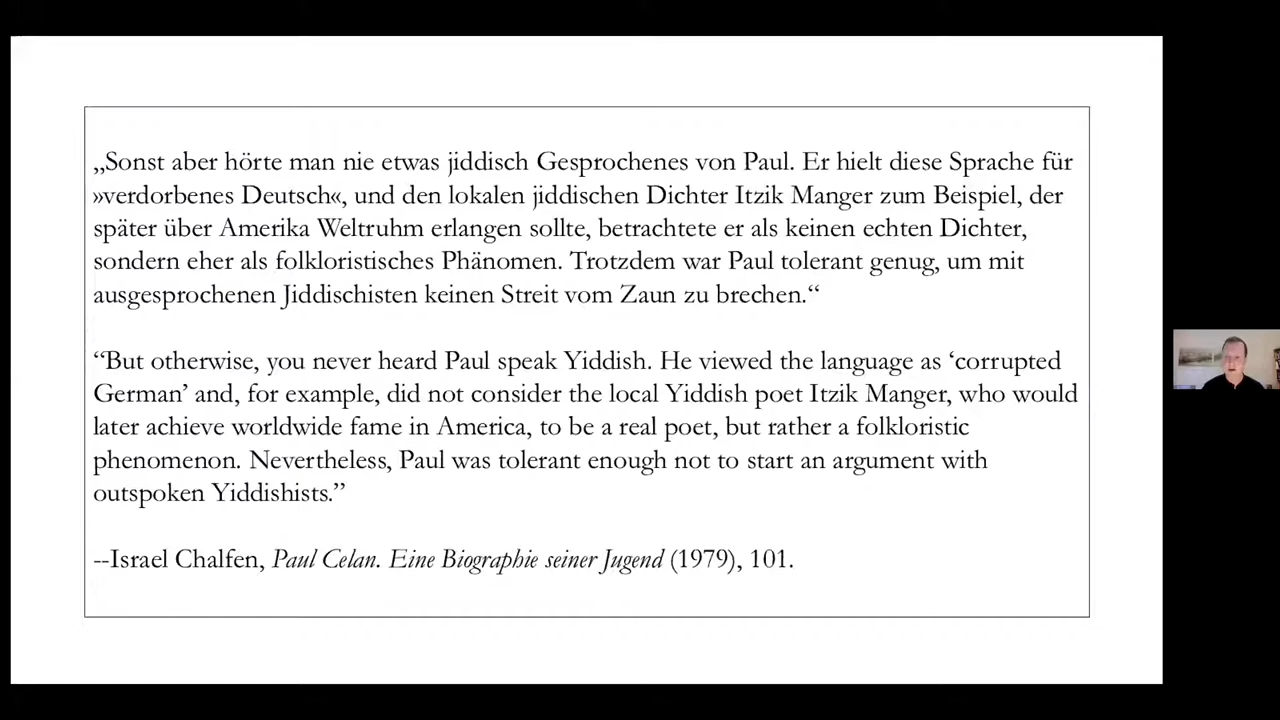 „Sonst aber hörte man nie etwas jiddisch Gesprochenes von Paul. Er hielt diese Sprache für
»verdorbenes Deutsch«, und den lokalen jiddischen Dichter Itzik Manger zum Beispiel, der
später über Amerika Weltruhm erlangen sollte, betrachtete er als keinen echten Dichter,
sondern eher als folkloristisches Phänomen. Trotzdem war Paul tolerant genug, um mit
ausgesprochenen Jiddischisten keinen Streit vom Zaun zu brechen.“
“But otherwise, you never heard Paul speak Yiddish. He viewed the language as ‘corrupted
German’ and, for example, did not consider the local Yiddish poet Itzik Manger, who would
later achieve worldwide fame in America, to be a real poet, but rather a folkloristic
phenomenon. Nevertheless, Paul was tolerant enough not to start an argument with
outspoken Yiddishists.”
--Israel Chalfen, Paul Celan. Eine Biographie seiner Jugend (1979), 101.